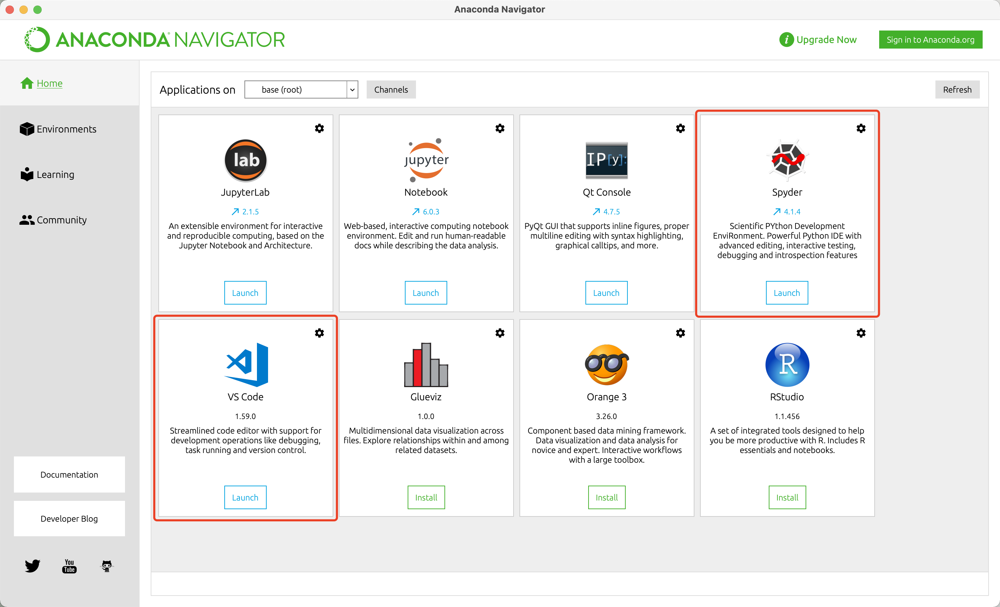 Anaconda Navigator
ANACONDA® NAVIGATOR
i Upgrade Now
Sign in to Anaconda.org
Home
Environments
Learning
Community
Documentation
Developer Blog
You
Tube
Applications on
base (root)
Channels
Refresh
lab
JupyterLab
2.1.5
An extensible environment for interactive
and reproducible computing, based on the
Jupyter Notebook and Architecture.
Launch
jupyter
Notebook
6.0.3
Web-based, interactive computing notebook
environment. Edit and run human-readable
docs while describing the data analysis.
Launch
IP[y]:
Qt Console
4.7.5
PyQt GUI that supports inline figures, proper
multiline editing with syntax highlighting,
graphical calltips, and more.
Launch
Spyder
4.1.4
Scientific PYthon Development
EnviRonment. Powerful Python IDE with
advanced editing, interactive testing,
debugging and introspection features
Launch
VS Code
1.59.0
Streamlined code editor with support for
development operations like debugging,
task running and version control.
Launch
Glueviz
1.0.0
Multidimensional data visualization across
files. Explore relationships within and among
related datasets.
Install
Orange 3
3.26.0
Component based data mining framework.
Data visualization and data analysis for
novice and expert. Interactive workflows
with a large toolbox.
Install
R
RStudio
1.1.456
A set of integrated tools designed to help
you be more productive with R. Includes R
essentials and notebooks.
Install